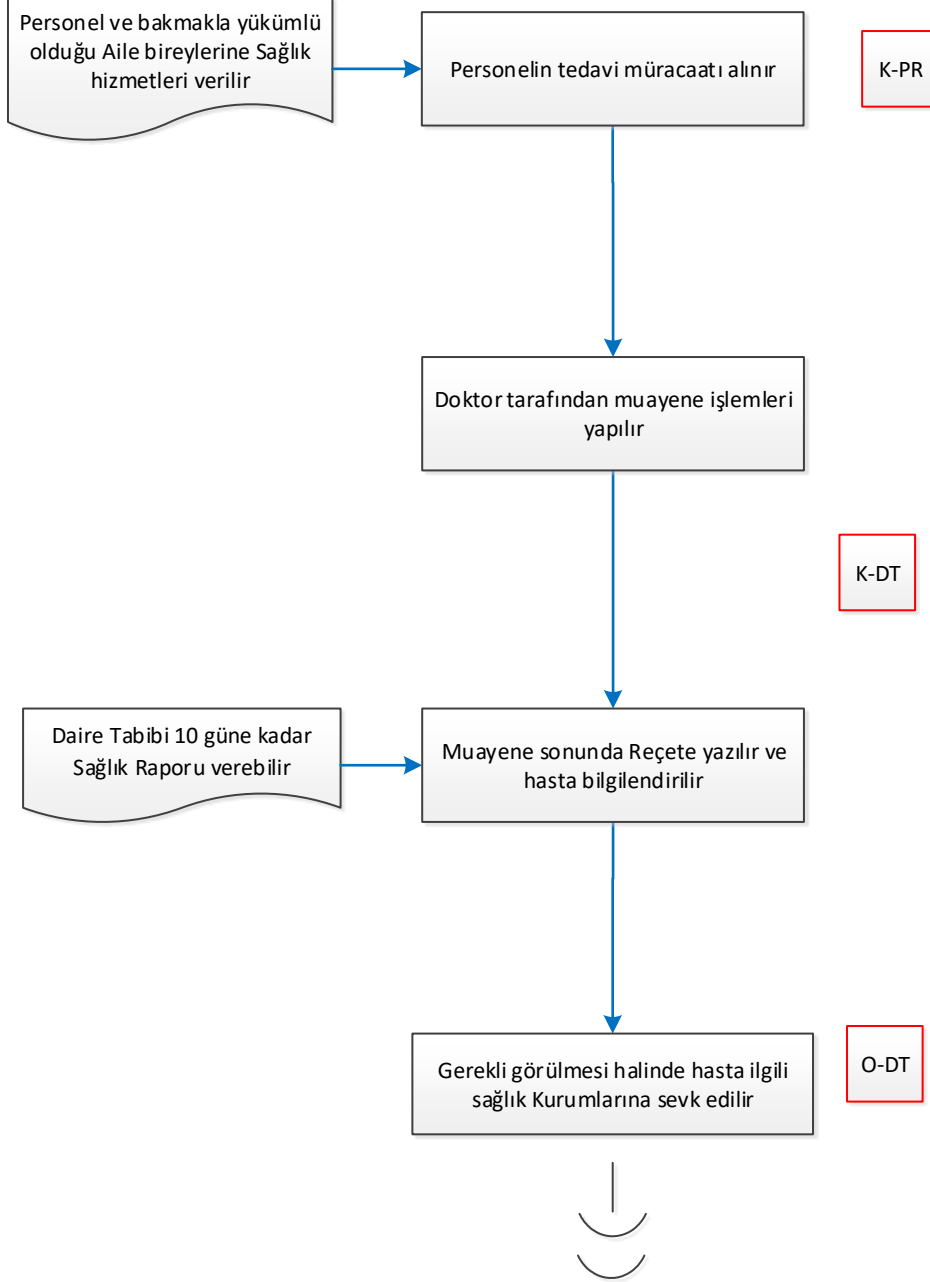 Personel ve bakmakla yükümlü
olduğu Aile bireylerine Sağlık
hizmetleri verilir
Personelin tedavi müracaatı alınır
K-PR
Doktor tarafından muayene işlemleri
yapılır
K-DT
Daire Tabibi 10 güne kadar
Sağlık Raporu verebilir
Muayene sonunda Reçete yazılır ve
hasta bilgilendirilir
Gerekli görülmesi halinde hasta ilgili
sağlık Kurumlarına sevk edilir
O-DT